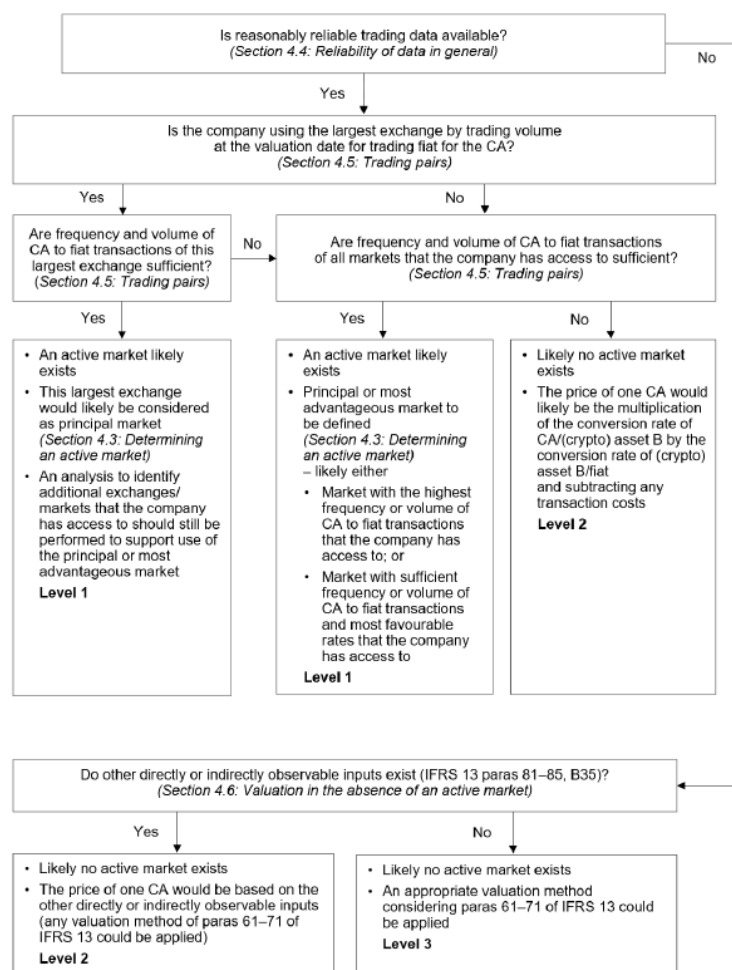 Is reasonably reliable trading data available?
(Section 4.4: Reliability of data in general)
No
Yes
Is the company using the largest exchange by trading volume
at the valuation date for trading fiat for the CA?
(Section 4.5: Trading pairs)
Yes
No
Are frequency and volume of
CA to fiat transactions of this
largest exchange sufficient?
(Section 4.5: Trading pairs)
No
Are frequency and volume of CA to fiat transactions
of all markets that the company has access to sufficient?
(Section 4.5: Trading pairs)
Yes
Yes
No
• An active market likely
exists
• This largest exchange
would likely be considered
as principal market
(Section 4.3: Determining
an active market)
• An analysis to identify
additional exchanges/
markets that the company
has access to should still be
performed to support use of
the principal or most
advantageous market
Level 1
• An active market likely
exists
• Principal or most
advantageous market to
be defined
(Section 4.3: Determining
an active market)
– likely either
• Market with the highest
frequency or volume of
CA to fiat transactions
that the company has
access to; or
• Market with sufficient
frequency or volume of
CA to fiat transactions
and most favourable
rates that the company
has access to
Level 1
• Likely no active market
exists
• The price of one CA would
likely be the multiplication
of the conversion rate of
CA/(crypto) asset B by the
conversion rate of (crypto)
asset B/fiat
and subtracting any
transaction costs
Level 2
Do other directly or indirectly observable inputs exist (IFRS 13 paras 81–85, B35)?
(Section 4.6: Valuation in the absence of an active market)
Yes
No
• Likely no active market exists
• The price of one CA would be based on the
other directly or indirectly observable inputs
(any valuation method of paras 61–71 of
IFRS 13 could be applied)
Level 2
• Likely no active market exists
• An appropriate valuation method
considering paras 61–71 of IFRS 13 could
be applied
Level 3